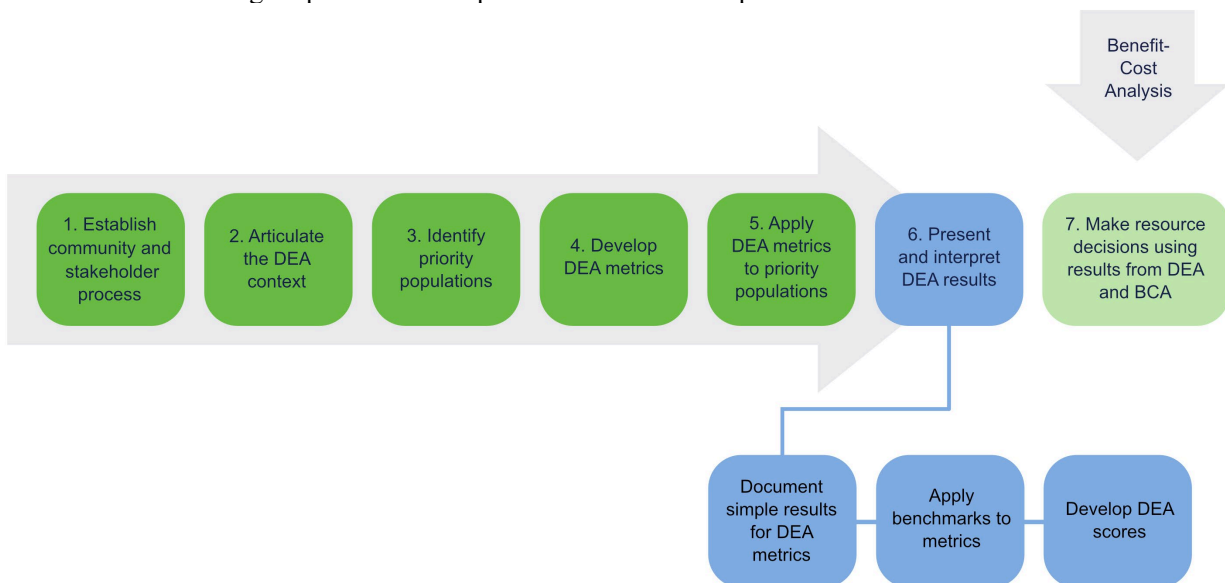 Benefit-
Cost
Analysis
1. Establish
community and
stakeholder
process
2. Articulate
the DEA
context
3. Identify
priority
populations
4. Develop
DEA metrics
5. Apply
DEA metrics
to priority
populations
6. Present
and interpret
DEA results
7. Make resource
decisions using
results from DEA
and BCA
Document
simple results
for DEA
metrics
Apply
benchmarks to
metrics
Develop DEA
scores